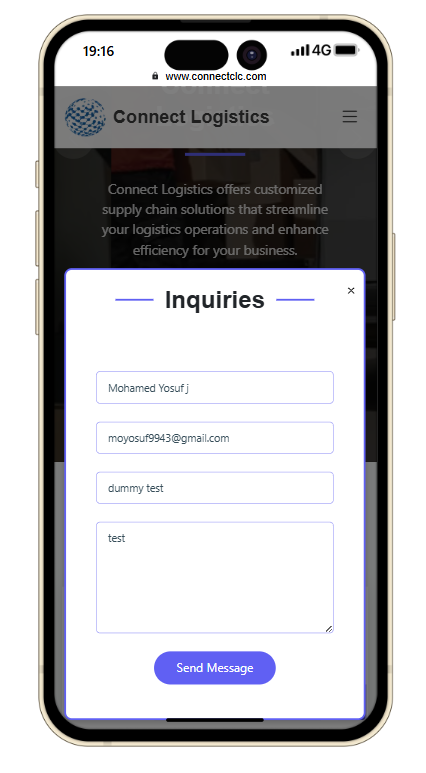 19:16
4G
www.connectclc.com
Connect
Connect Logistics
Connect Logistics offers customized
supply chain solutions that streamline
your logistics operations and enhance
efficiency for your business.
Inquiries
×
Mohamed Yosuf j
moyosuf9943@gmail.com
dummy test
test
Send Message